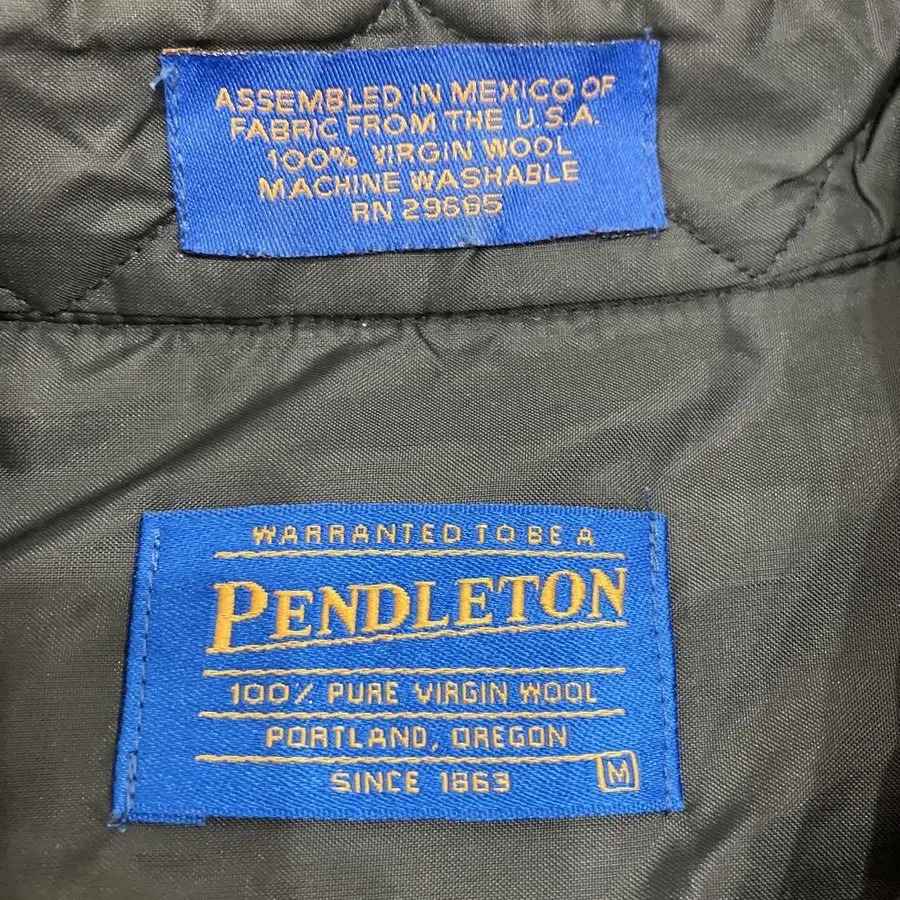 ASSEMBLED IN MEXICO OF
FABRIC FROM THE U.S.A.
100% VIRGIN WOOL
MACHINE WASHABLE
RN 29665
WARRANTED TO BE A
PENDLETON
100% PURE VIRGIN WOOL
PORTLAND, OREGON
SINCE 1863
M